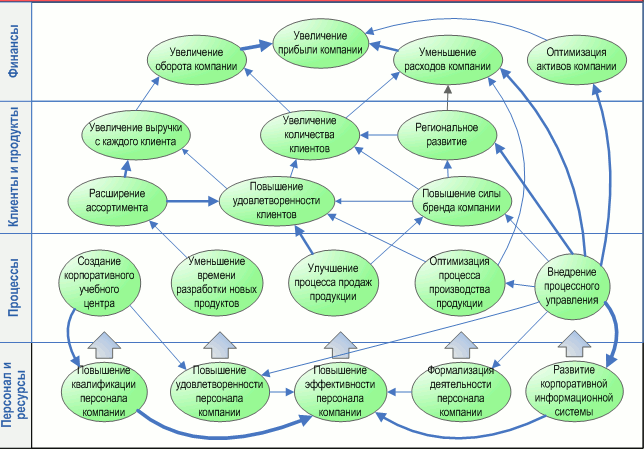 Финансы
Увеличение
оборота компании
Увеличение
прибыли компании
Уменьшение
расходов компании
Оптимизация
активов компании
Клиенты и продукты
Увеличение выручки
с каждого клиента
Увеличение
количества
клиентов
Региональное
развитие
Расширение
ассортимента
Повышение
удовлетворенности
клиентов
Повышение силы
бренда компании
Процессы
Создание
корпоративного
учебного
центра
Уменьшение
времени
разработки новых
продуктов
Улучшение
процесса продаж
продукции
Оптимизация
процесса
производства
продукции
Внедрение
процессного
управления
Персонал и
ресурсы
Повышение
квалификации
персонала
компании
Повышение
удовлетворенности
персонала
компании
Повышение
эффективности
персонала
компании
Формализация
деятельности
персонала
компании
Развитие
корпоративной
информационной
системы